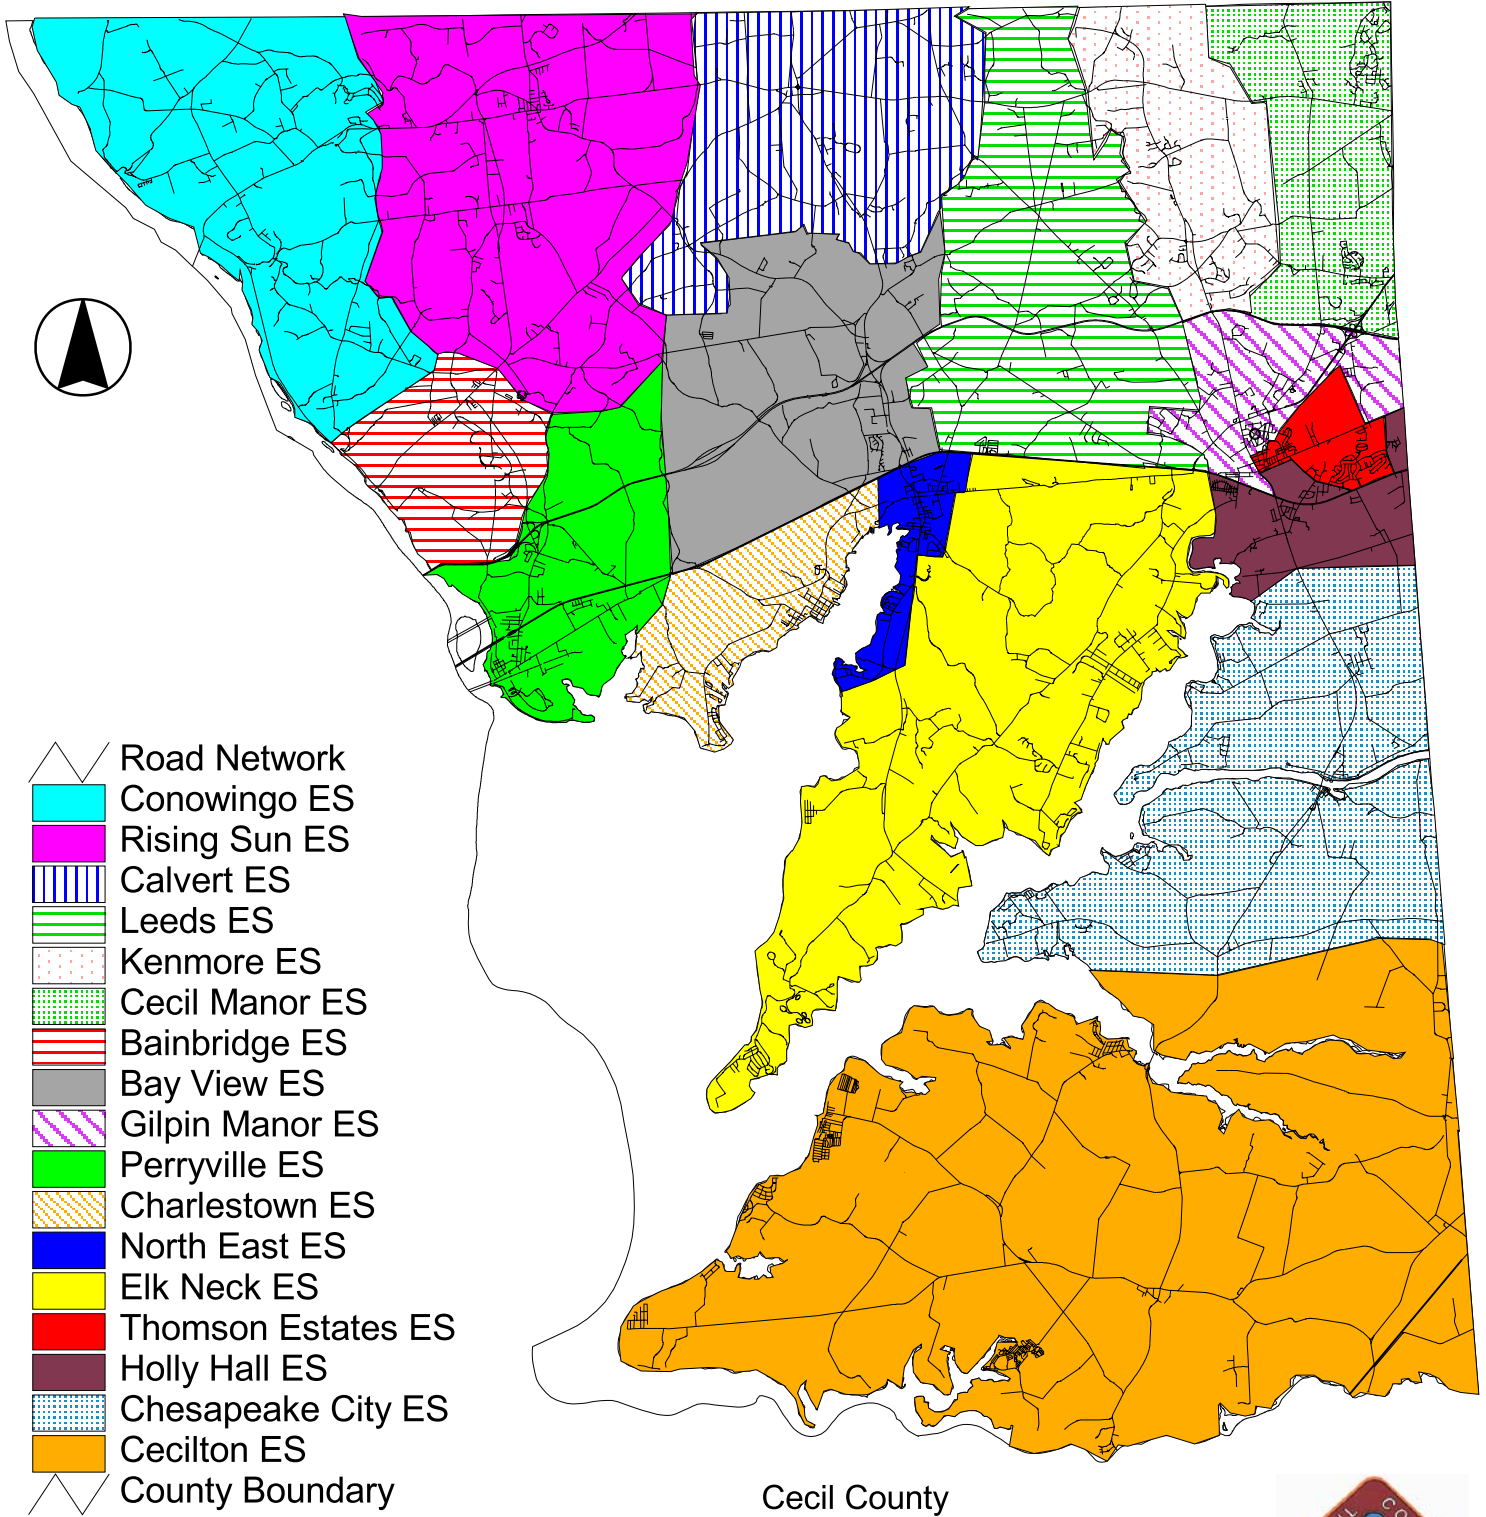 Road Network
Conowingo ES
Rising Sun ES
Calvert ES
Leeds ES
Kenmore ES
Cecil Manor ES
Bainbridge ES
Bay View ES
Gilpin Manor ES
Perryville ES
Charlestown ES
North East ES
Elk Neck ES
Thomson Estates ES
Holly Hall ES
Chesapeake City ES
Cecilton ES
County Boundary
Cecil County